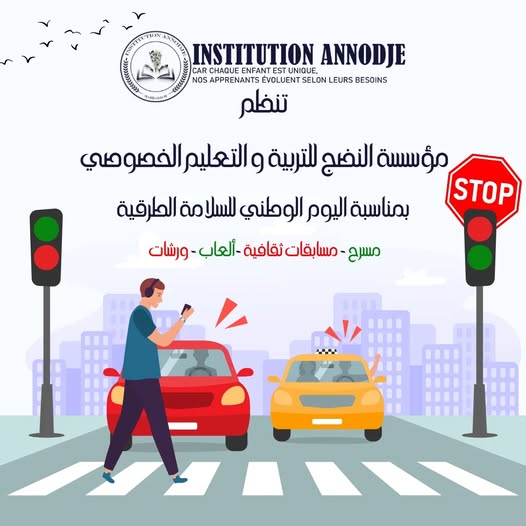 INSTITUTION ANNODJE
CAR CHAQUE ENFANT EST UNIQUE,
NOS APPRENANTS ÉVOLUENT SELON LEURS BESOINS
تنظم
مؤسسة النضج للتربية و التعليم الخصوصي
بمناسبة اليوم الوطني للسلامة الطرقية
مسرح - مسابقات ثقافية - ألعاب - ورشات
STOP